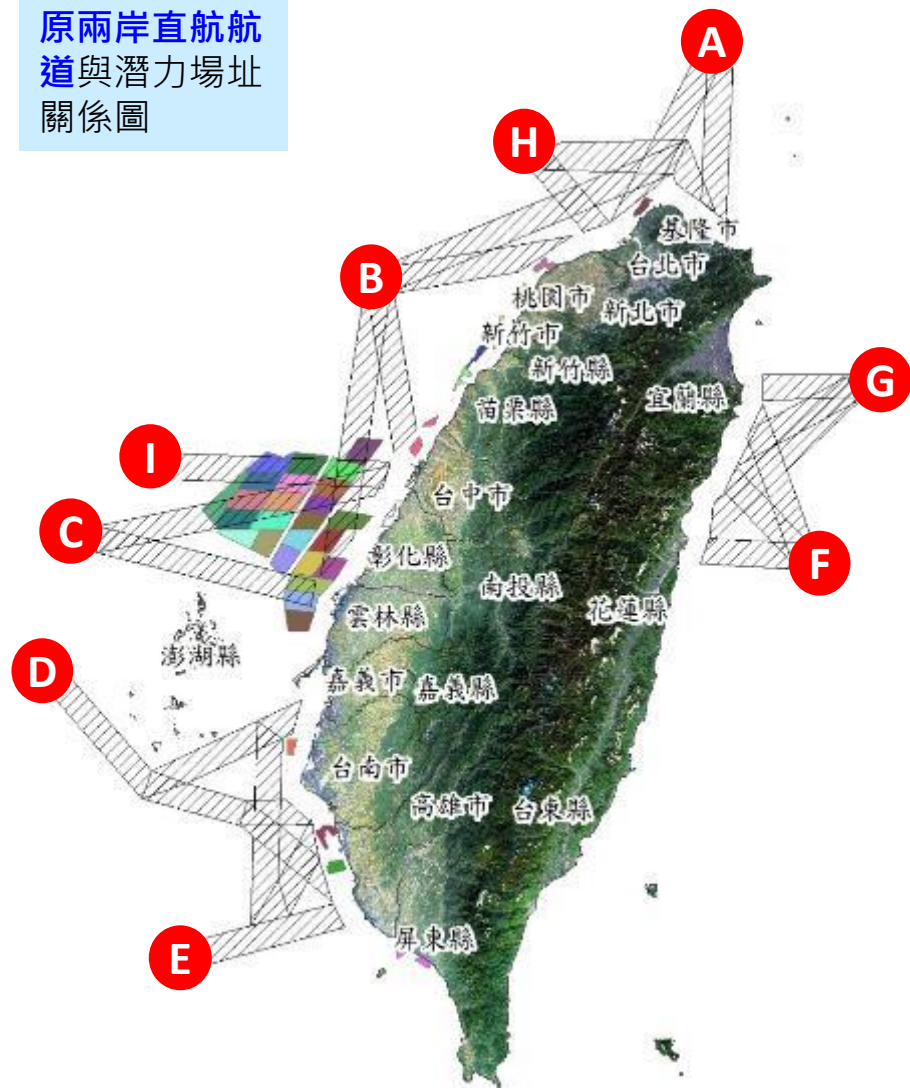 原兩岸直航航
道與潛力場址
關係圖
A
H
基隆市
台北市
B
桃園市
新北市
新竹市
新竹縣
G
宜蘭縣
苗栗縣
I
台中市
C
彰化縣
F
南投縣
花蓮縣
雲林縣
澎湖縣
D
嘉義市
嘉義縣
台南市
高雄市
台東縣
E
屏東縣